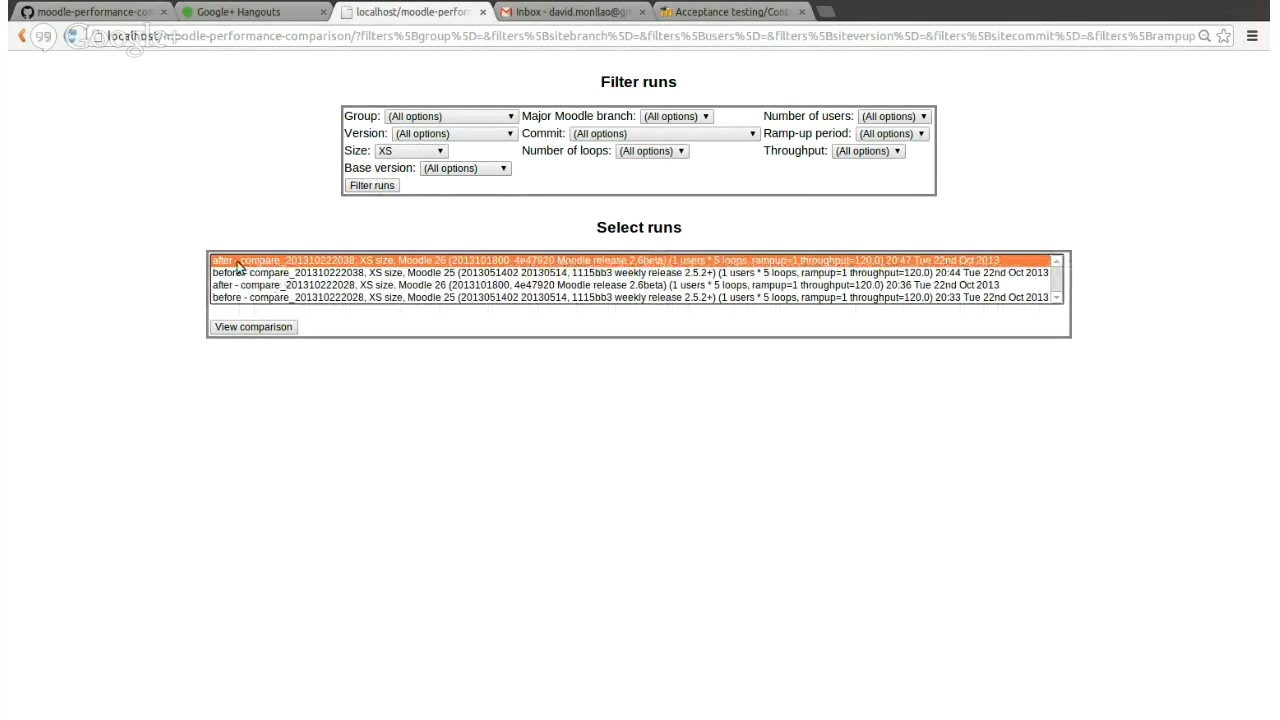 moodle-performance-con
Google+ Hangouts
localhost/moodle-perforn
Inbox - david.monllao@g
Acceptance testing/Cont
Google+
localhost/moodle-performance-comparison/?filters%5Bgroup%5D=&filters%5Bsitebranch%5D=&filters%5Busers%5D=&filters%5Bsiteversion%5D=&filters%5Bsitecommit%5D=&filters%5Brampup
Filter runs
Group: (All options) Major Moodle branch: (All options) Number of users: (All options)
Version: (All options) Commit: (All options) Ramp-up period: (All options)
Size: XS Number of loops: (All options) Throughput: (All options)
Base version: (All options)
Filter runs
Select runs
after - compare_201310222038, XS size, Moodle 26 (2013101800, 4e47920 Moodle release 2.6beta) (1 users * 5 loops, rampup=1 throughput=120.0) 20:47 Tue 22nd Oct 2013
before - compare_201310222038, XS size, Moodle 25 (2013051402 20130514, 1115bb3 weekly release 2.5.2+) (1 users * 5 loops, rampup=1 throughput=120.0) 20:44 Tue 22nd Oct 2013
after - compare_201310222028, XS size, Moodle 26 (2013101800, 4e47920 Moodle release 2.6beta) (1 users * 5 loops, rampup=1 throughput=120.0) 20:36 Tue 22nd Oct 2013
before - compare_201310222028, XS size, Moodle 25 (2013051402 20130514, 1115bb3 weekly release 2.5.2+) (1 users * 5 loops, rampup=1 throughput=120.0) 20:33 Tue 22nd Oct 2013
View comparison